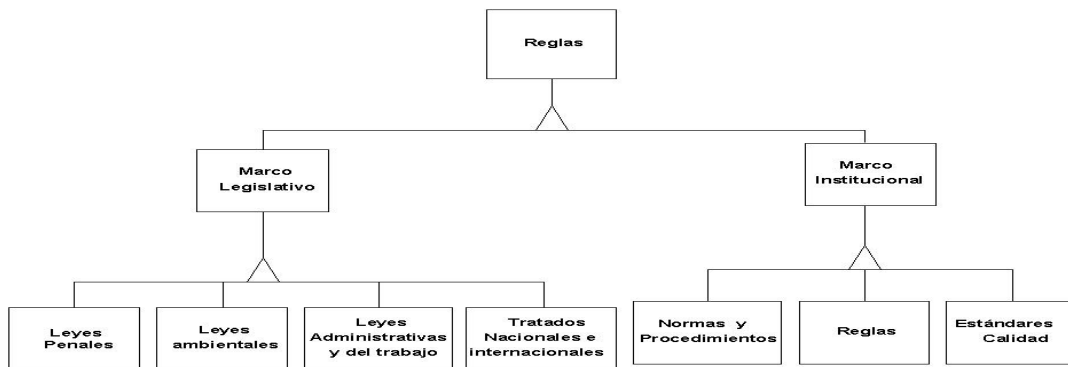 Reglas
Marco
Legislativo
Marco
Institucional
Leyes
Penales
Leyes
ambientales
Leyes
Administrativas
y del trabajo
Tratados
Nacionales e
internacionales
Normas y
Procedimientos
Reglas
Estándares
Calidad